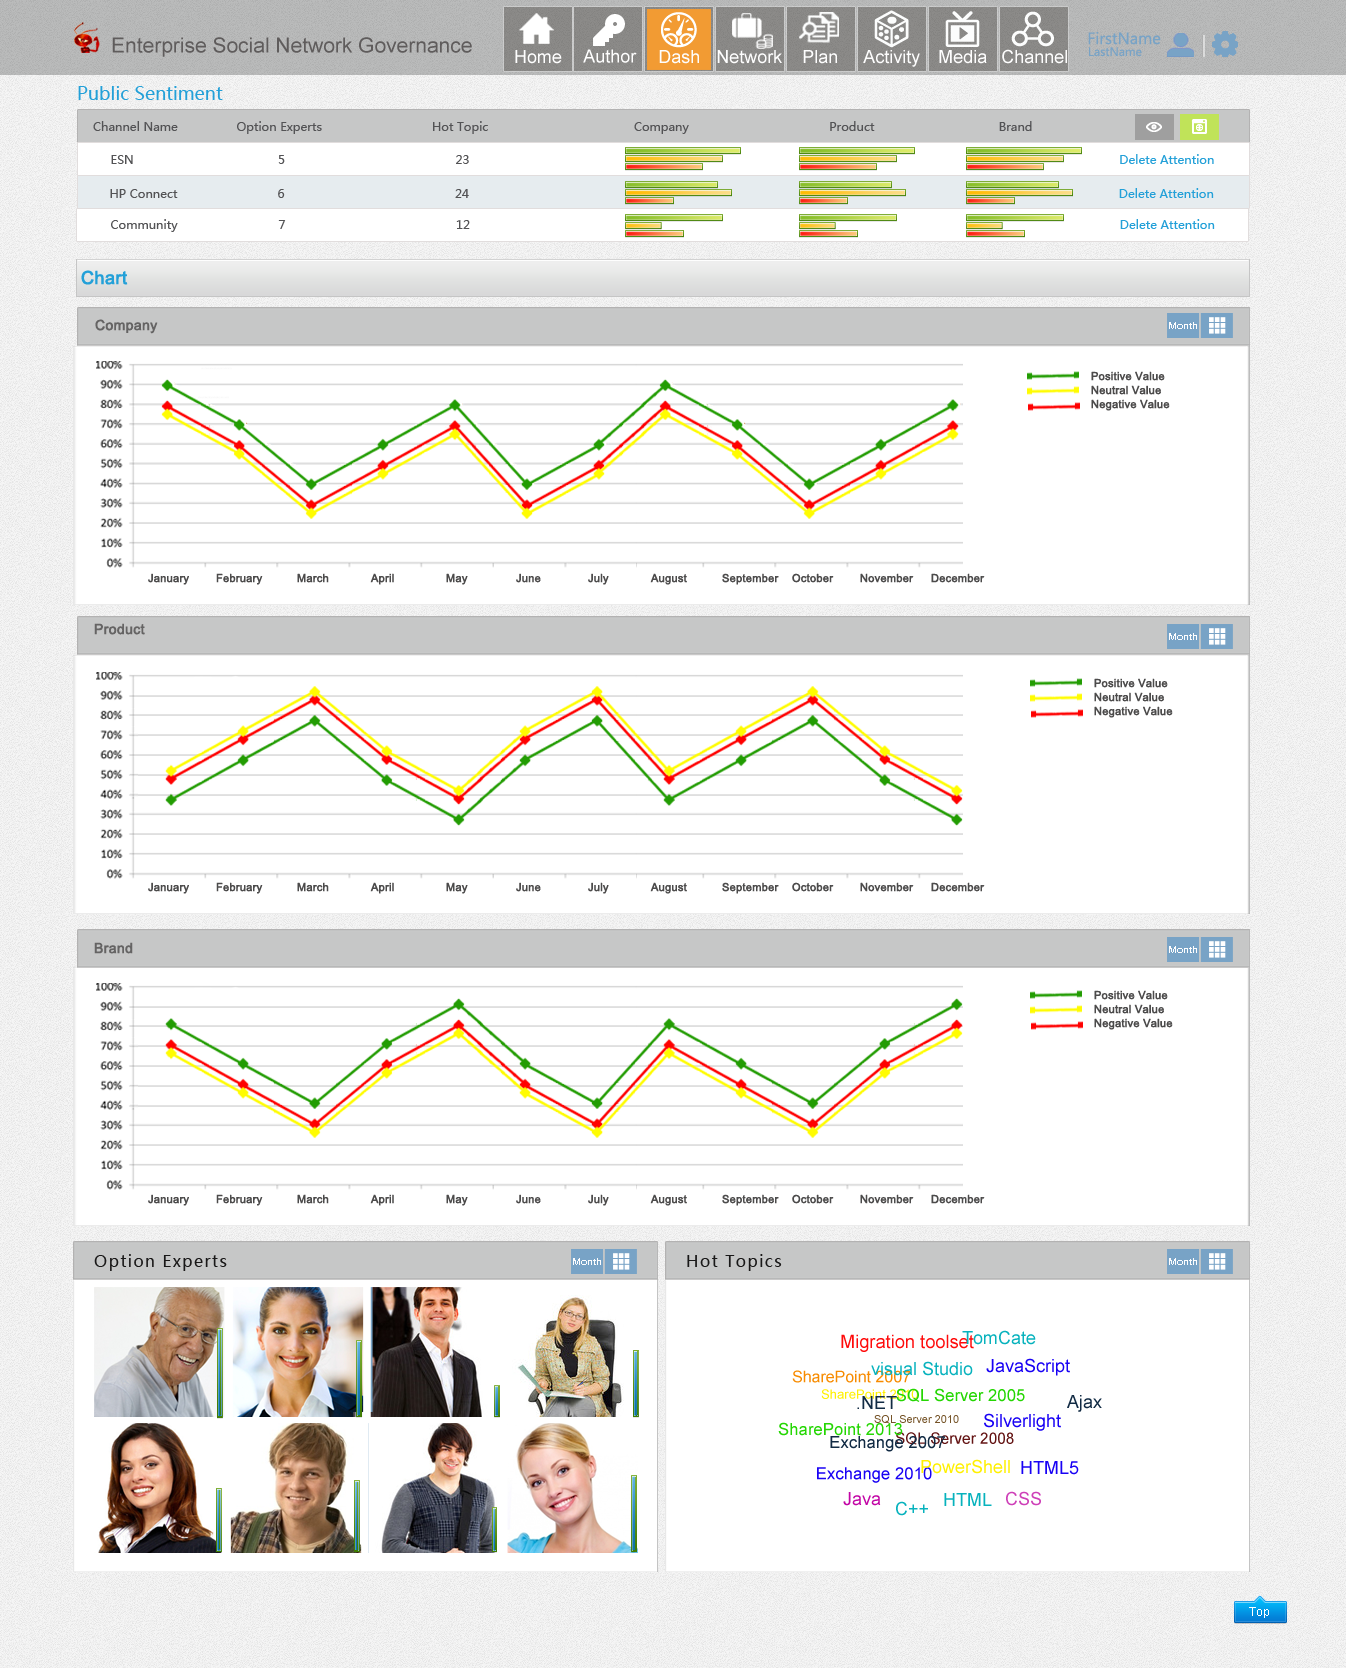 Enterprise Social Network Governance
Home Author Dash Network Plan Activity Media Channel
FirstName
LastName
Public Sentiment
Channel Name Option Experts Hot Topic Company Product Brand
ESN 5 23 Delete Attention
HP Connect 6 24 Delete Attention
Community 7 12 Delete Attention
Chart
Company Month
100%
90%
80%
70%
60%
50%
40%
30%
20%
10%
0%
January February March April May June July August September October November December
Positive Value
Neutral Value
Negative Value
Product Month
100%
90%
80%
70%
60%
50%
40%
30%
20%
10%
0%
January February March April May June July August September October November December
Positive Value
Neutral Value
Negative Value
Brand Month
100%
90%
80%
70%
60%
50%
40%
30%
20%
10%
0%
January February March April May June July August September October November December
Positive Value
Neutral Value
Negative Value
Option Experts Month
Hot Topics Month
Migration toolset TomCate
visual Studio JavaScript
SharePoint 2007
SharePoint SQL Server 2005
.NET Ajax
SQL Server 2010 Silverlight
SharePoint 2013
Exchange 2007 SQL Server 2008
Exchange 2010 PowerShell HTML5
Java C++ HTML CSS
Top